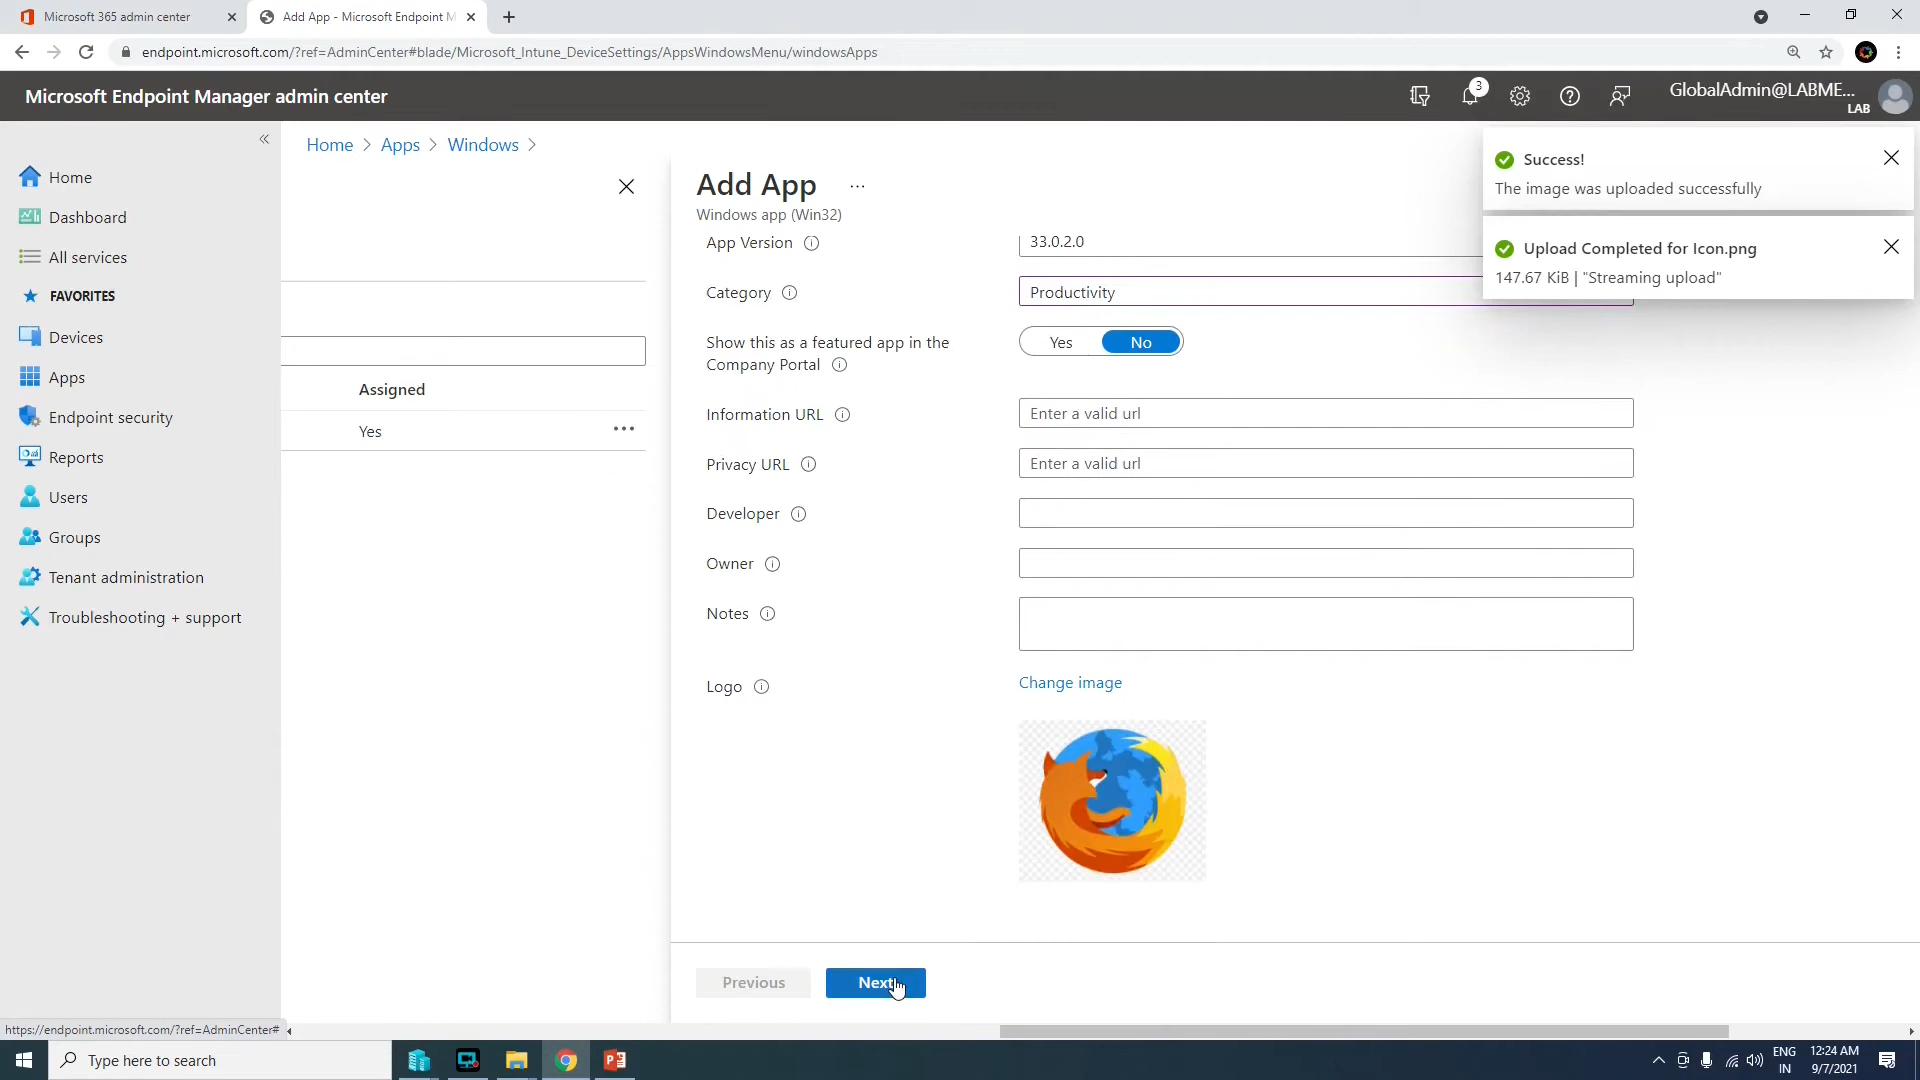 Microsoft 365 admin center
Add App - Microsoft Endpoint M
endpoint.microsoft.com/?ref=AdminCenter#blade/Microsoft_Intune_DeviceSettings/AppsWindowsMenu/windowsApps
Microsoft Endpoint Manager admin center
3
GlobalAdmin@LABME...
LAB
Home
Dashboard
All services
FAVORITES
Devices
Apps
Endpoint security
Reports
Users
Groups
Tenant administration
Troubleshooting + support
Home > Apps > Windows >
Assigned
Yes
Add App ...
Windows app (Win32)
App Version
33.0.2.0
Category
Productivity
Show this as a featured app in the
Company Portal
Yes No
Information URL
Enter a valid url
Privacy URL
Enter a valid url
Developer
Owner
Notes
Logo
Change image
Previous
Next
Success!
The image was uploaded successfully
Upload Completed for Icon.png
147.67 KiB | "Streaming upload"
https://endpoint.microsoft.com/?ref=AdminCenter#
Type here to search
ENG
IN
12:24 AM
9/7/2021